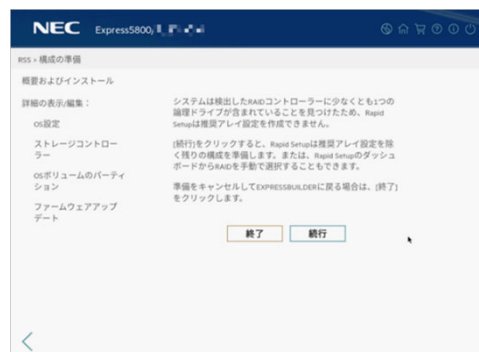 NEC Express5800/
RSS > 構成の準備
概要およびインストール
詳細の表示/編集：
OS設定
ストレージコントロー
ラー
OSボリュームのパーティ
ション
ファームウェアアップ
デート
システムは検出したRAIDコントローラーに少なくとも1つの
論理ドライブが含まれていることを見つけたため、Rapid
Setupは推奨アレイ設定を作成できません。
[続行]をクリックすると、Rapid Setupは推奨アレイ設定を除
く残りの構成を準備します。または、Rapid Setupのダッシュ
ボードからRAIDを手動で選択することもできます。
準備をキャンセルしてEXPRESSBUILDERに戻る場合は、[終了]
をクリックします。
終了 続行